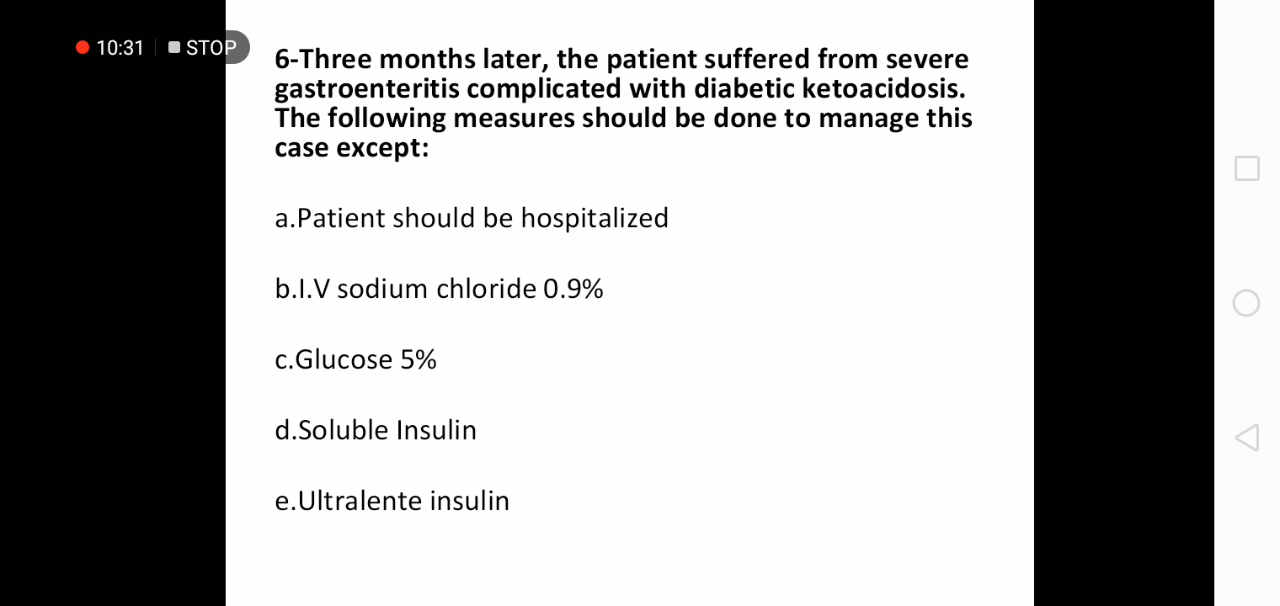 10:31 STOP
6-Three months later, the patient suffered from severe
gastroenteritis complicated with diabetic ketoacidosis.
The following measures should be done to manage this
case except:
a.Patient should be hospitalized
b.I.V sodium chloride 0.9%
c.Glucose 5%
d.Soluble Insulin
e.Ultralente insulin